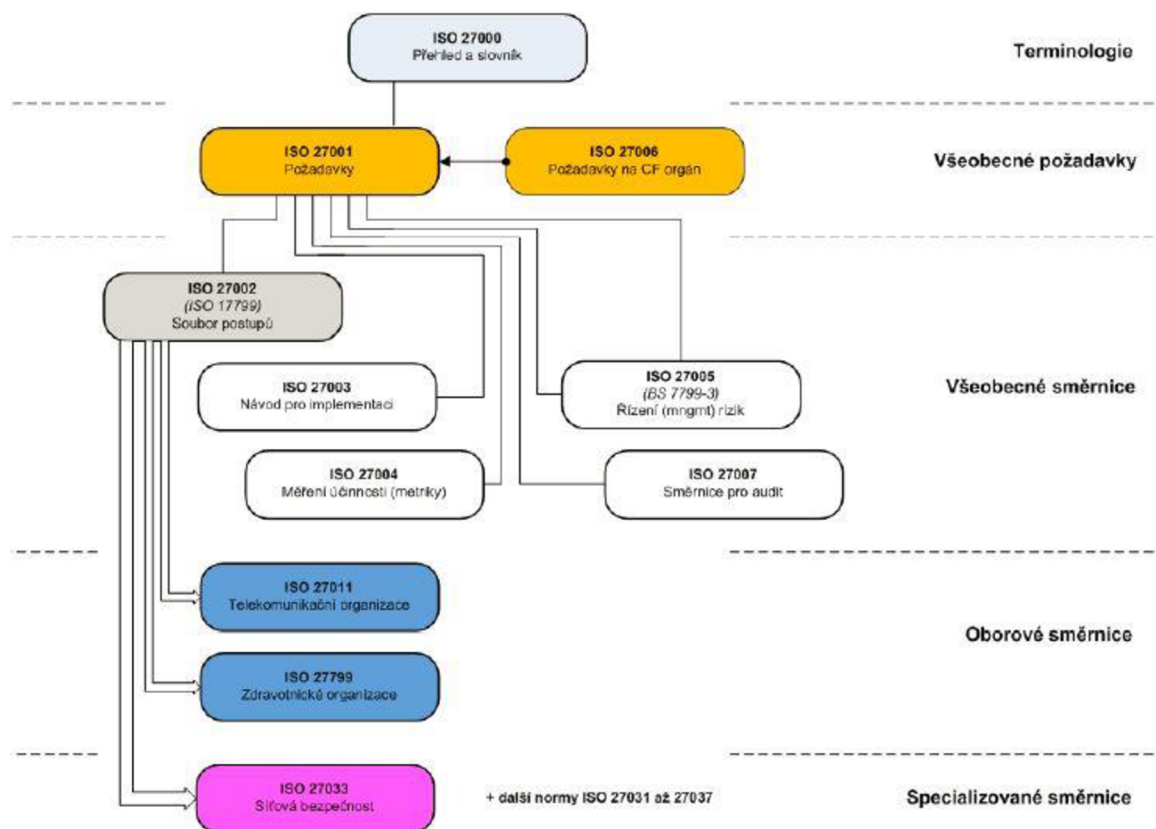 ISO 27000
Přehled a slovník
Terminologie
ISO 27001
Požadavky
ISO 27006
Požadavky na CF orgán
Všeobecné požadavky
ISO 27002
(ISO 17799)
Soubor postupů
ISO 27003
Návod pro implementaci
ISO 27005
(BS 7799-3)
Řízení (mngmt) rizik
Všeobecné směrnice
ISO 27004
Měření účinnosti (metriky)
ISO 27007
Směrnice pro audit
ISO 27011
Telekomunikační organizace
Oborové směrnice
ISO 27799
Zdravotnické organizace
ISO 27033
Síťová bezpečnost
+ další normy ISO 27031 až 27037
Specializované směrnice